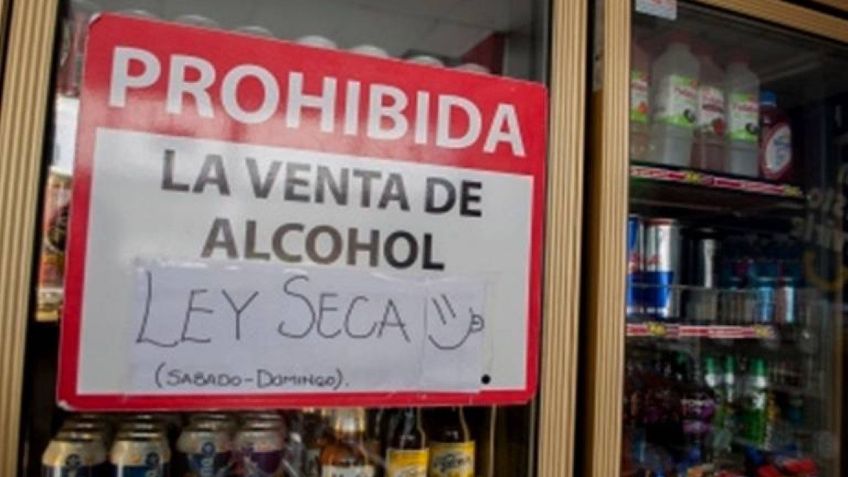 PROHIBIDA
LA VENTA DE
ALCOHOL
LEY SECA
(SABADO-DOMINGO).